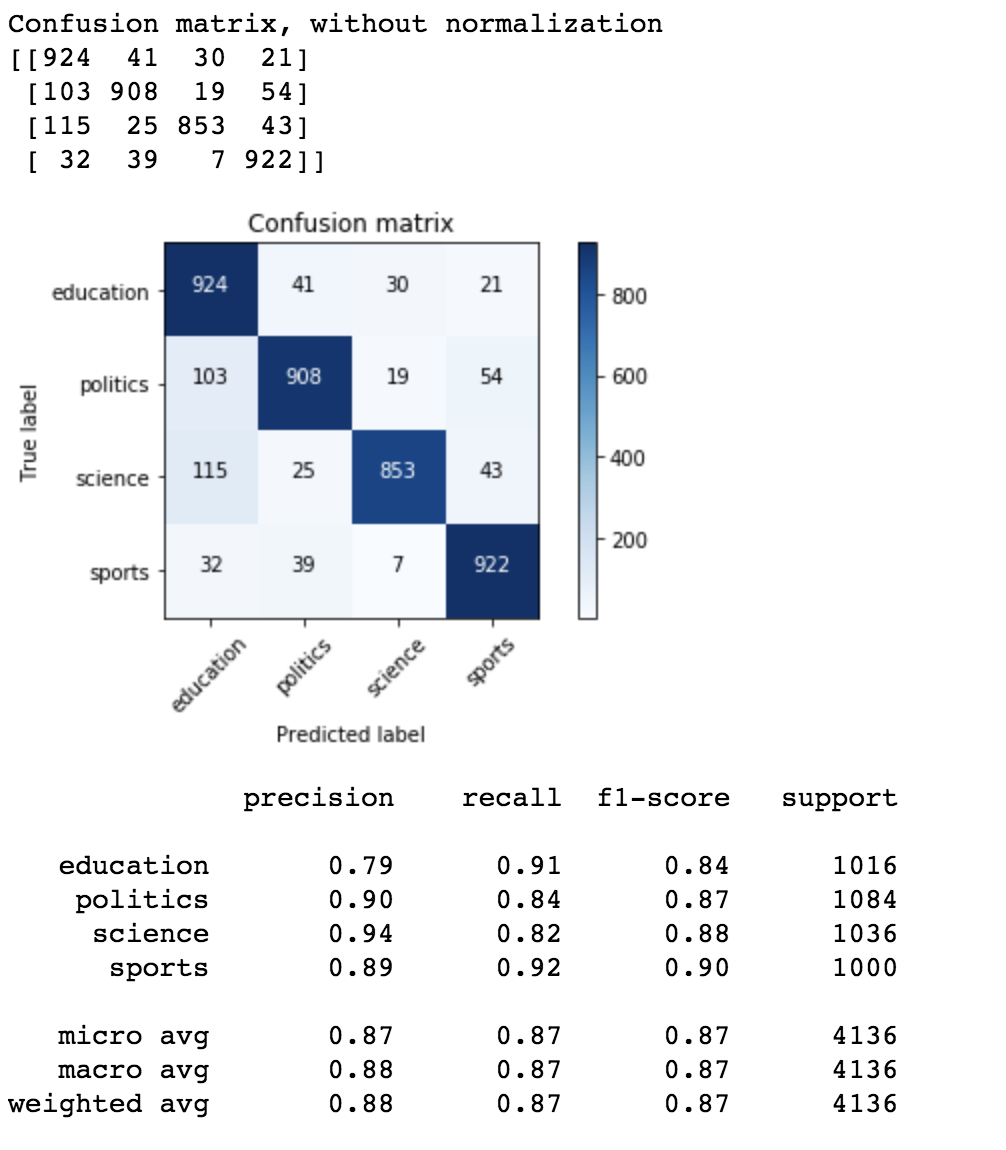 Confusion matrix, without normalization
[[924 41 30 21]
[103 908 19 54]
[115 25 853 43]
[ 32 39 7 922]]
Confusion matrix
education 924 41 30 21
politics 103 908 19 54
science 115 25 853 43
sports 32 39 7 922
True label
education politics science sports
Predicted label
800
600
400
200
precision recall f1-score support
education 0.79 0.91 0.84 1016
politics 0.90 0.84 0.87 1084
science 0.94 0.82 0.88 1036
sports 0.89 0.92 0.90 1000
micro avg 0.87 0.87 0.87 4136
macro avg 0.88 0.87 0.87 4136
weighted avg 0.88 0.87 0.87 4136